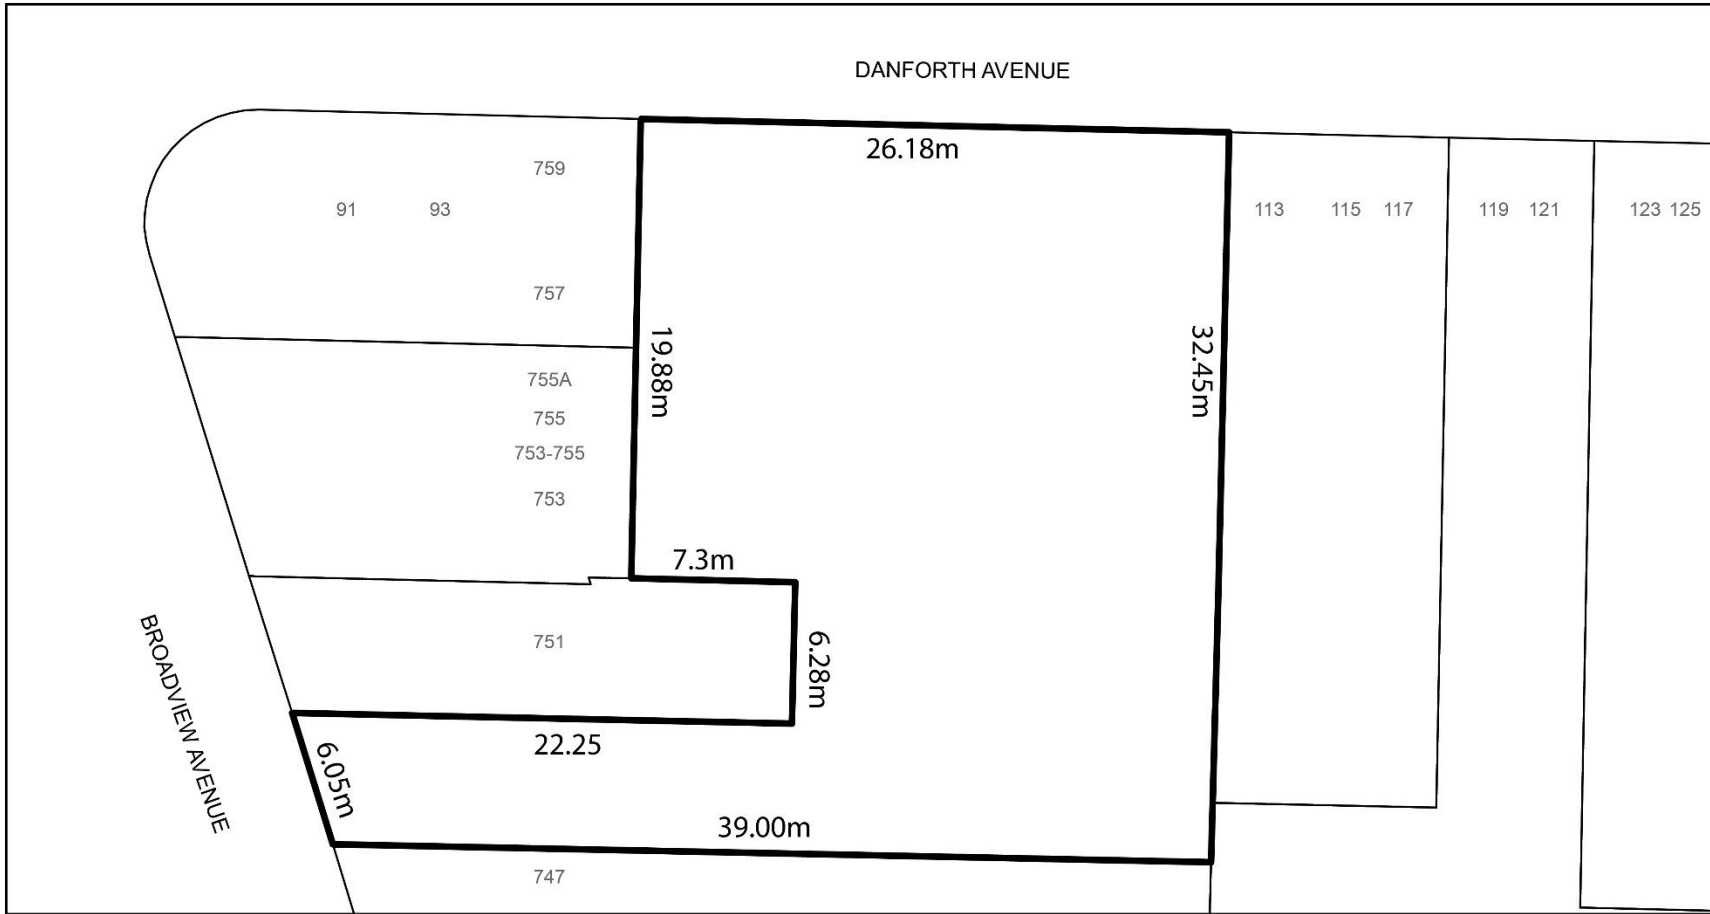 DANFORTH AVENUE
26.18m
759
91 93
113 115 117 119 121 123 125
757
19.88m
32.45m
755A
755
753-755
753
7.3m
751
6.28m
BROADVIEW AVENUE
22.25
6.05m
39.00m
747